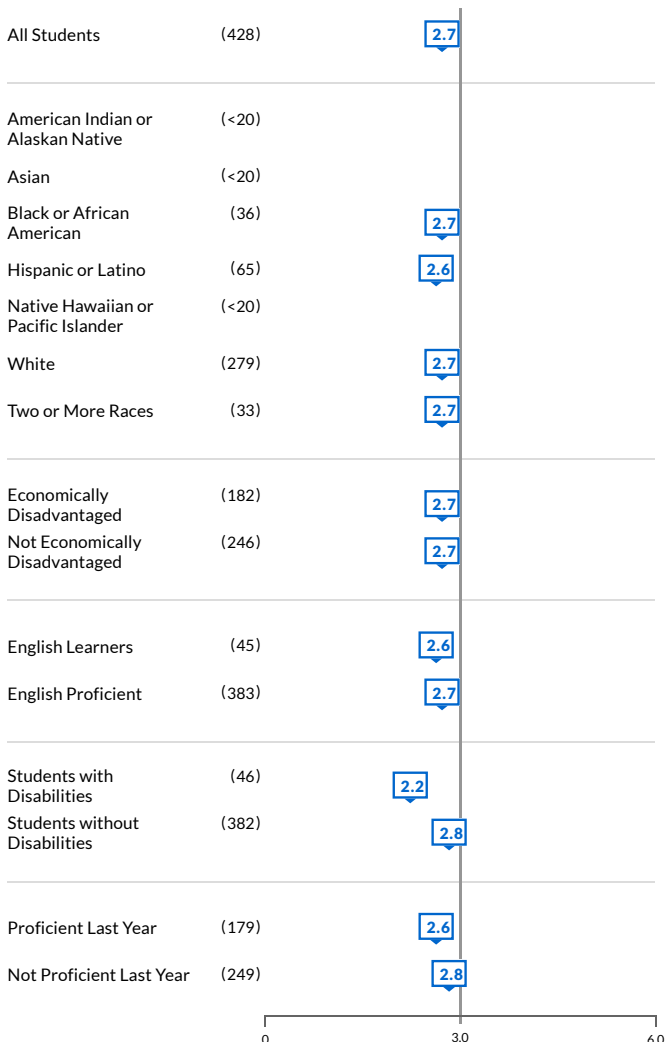 All Students (428) 2.7
American Indian or
Alaskan Native (<20)
Asian (<20)
Black or African
American (36) 2.7
Hispanic or Latino (65) 2.6
Native Hawaiian or
Pacific Islander (<20)
White (279) 2.7
Two or More Races (33) 2.7
Economically
Disadvantaged (182) 2.7
Not Economically
Disadvantaged (246) 2.7
English Learners (45) 2.6
English Proficient (383) 2.7
Students with
Disabilities (46) 2.2
Students without
Disabilities (382) 2.8
Proficient Last Year (179) 2.6
Not Proficient Last Year (249) 2.8
0 3.0 6.0